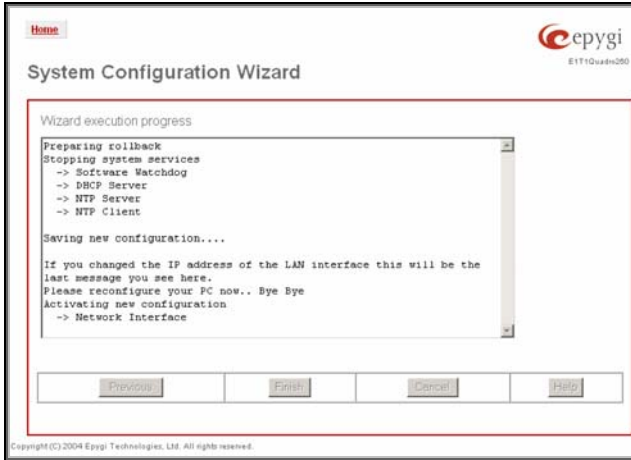 Home
epygi
E1T1Quadro260
System Configuration Wizard
Wizard execution progress
Preparing rollback
Stopping system services
-> Software Watchdog
-> DHCP Server
-> NTP Server
-> NTP Client
Saving new configuration....
If you changed the IP address of the LAN interface this will be the
last message you see here.
Please reconfigure your PC now.. Bye Bye
Activating new configuration
-> Network Interface
Previous
Finish
Cancel
Help
Copyright (C) 2004 Epygi Technologies, Ltd. All rights reserved.